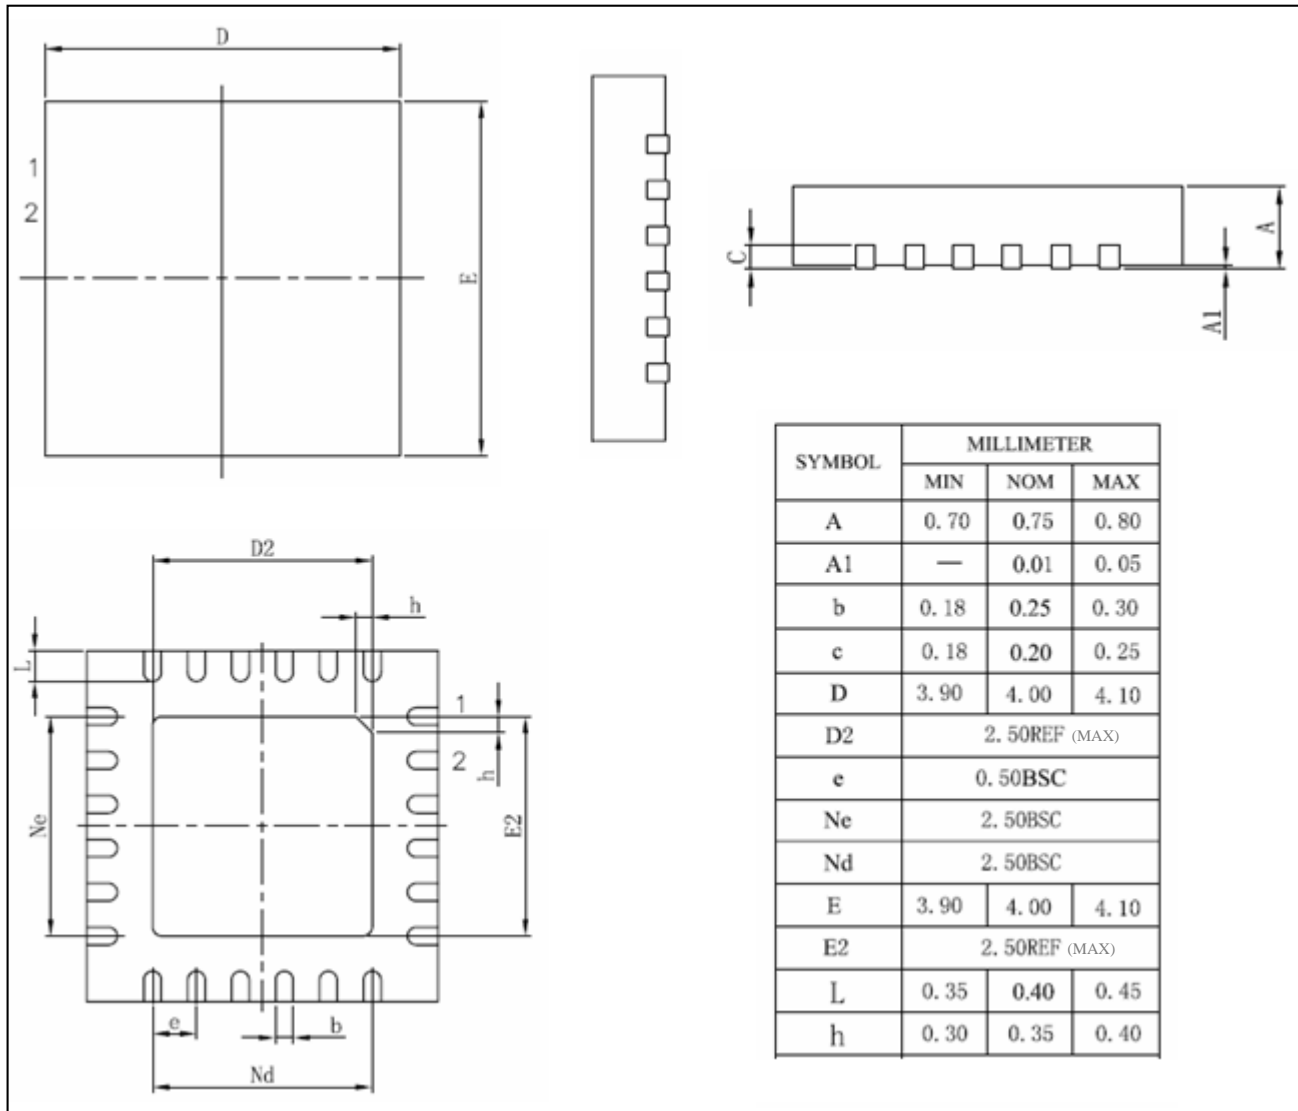 D
1
2
E
C
A
A1
D2
h
L
1
2
h
Ne
E2
e
b
Nd
SYMBOL MILLIMETER
MIN NOM MAX
A 0.70 0.75 0.80
A1 — 0.01 0.05
b 0.18 0.25 0.30
c 0.18 0.20 0.25
D 3.90 4.00 4.10
D2 2.50REF (MAX)
e 0.50BSC
Ne 2.50BSC
Nd 2.50BSC
E 3.90 4.00 4.10
E2 2.50REF (MAX)
L 0.35 0.40 0.45
h 0.30 0.35 0.40